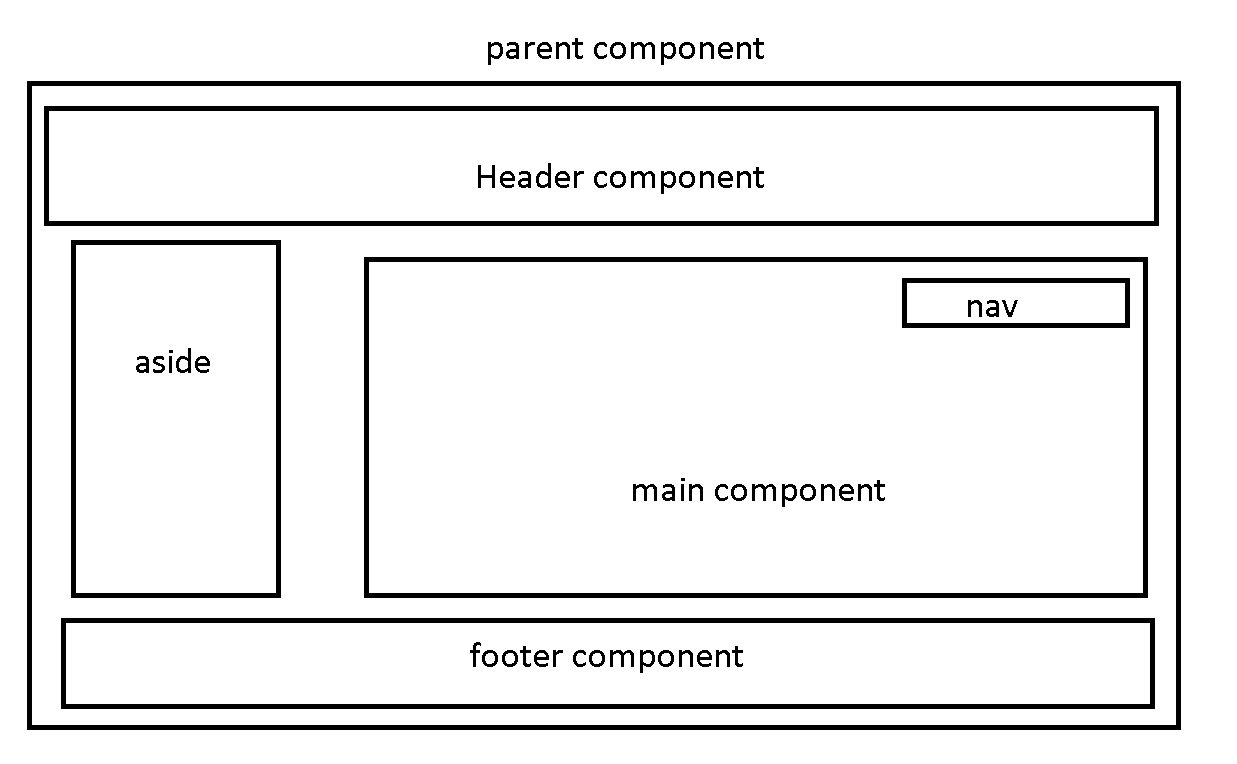 parent component
Header component
nav
aside
main component
footer component